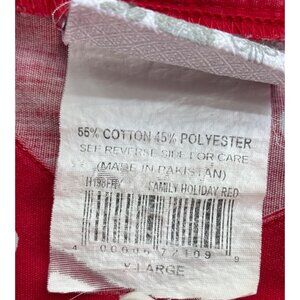 55% COTTON 45% POLYESTER
SEE REVERSE SIDE FOR CARE
(MADE IN PAKISTAN)
FAMILY HOLIDAY RED
X-LARGE